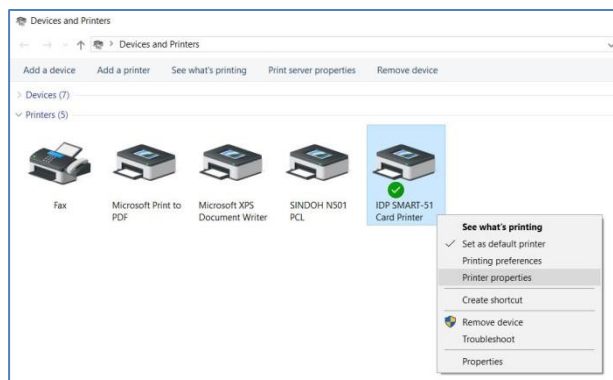 Devices and Printers
Devices and Printers
Add a device Add a printer See what's printing Print server properties Remove device
Devices (7)
Printers (5)
Fax
Microsoft Print to
PDF
Microsoft XPS
Document Writer
SINDOH N501
PCL
IDP SMART-51
Card Printer
See what's printing
Set as default printer
Printing preferences
Printer properties
Create shortcut
Remove device
Troubleshoot
Properties